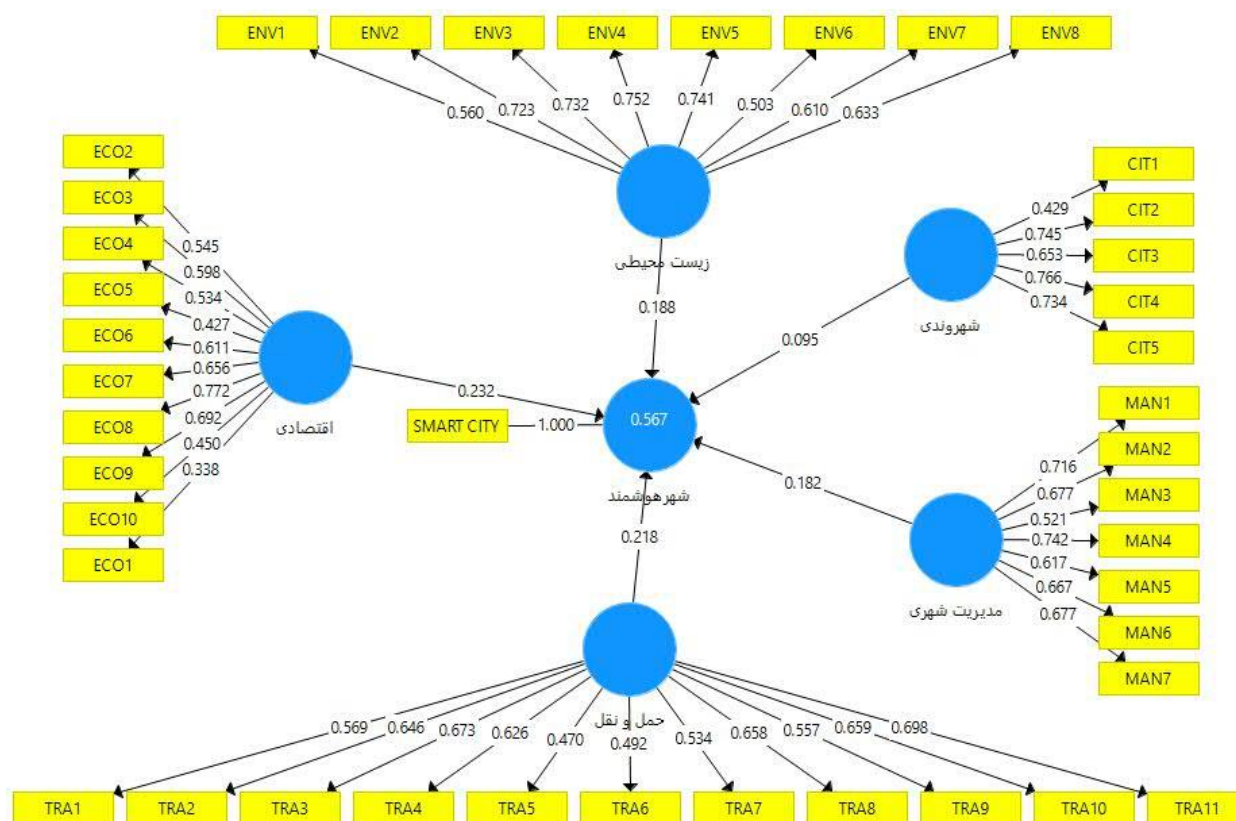 ENV1
ENV2
ENV3
ENV4
ENV5
ENV6
ENV7
ENV8
0.560
0.723
0.732
0.752
0.741
0.503
0.610
0.633
زیست محیطی
0.188
ECO2
ECO3
ECO4
ECO5
ECO6
ECO7
ECO8
ECO9
ECO10
ECO1
0.545
0.598
0.534
0.427
0.611
0.656
0.772
0.692
0.450
0.338
اقتصادی
0.232
CIT1
CIT2
CIT3
CIT4
CIT5
0.429
0.745
0.653
0.766
0.734
شهروندی
0.095
SMART CITY
1.000
0.567
شهرهوشمند
MAN1
MAN2
MAN3
MAN4
MAN5
MAN6
MAN7
0.716
0.677
0.521
0.742
0.617
0.667
0.677
مدیریت شهری
0.182
0.218
حمل و نقل
0.569
0.646
0.673
0.626
0.470
0.492
0.534
0.658
0.557
0.659
0.698
TRA1
TRA2
TRA3
TRA4
TRA5
TRA6
TRA7
TRA8
TRA9
TRA10
TRA11